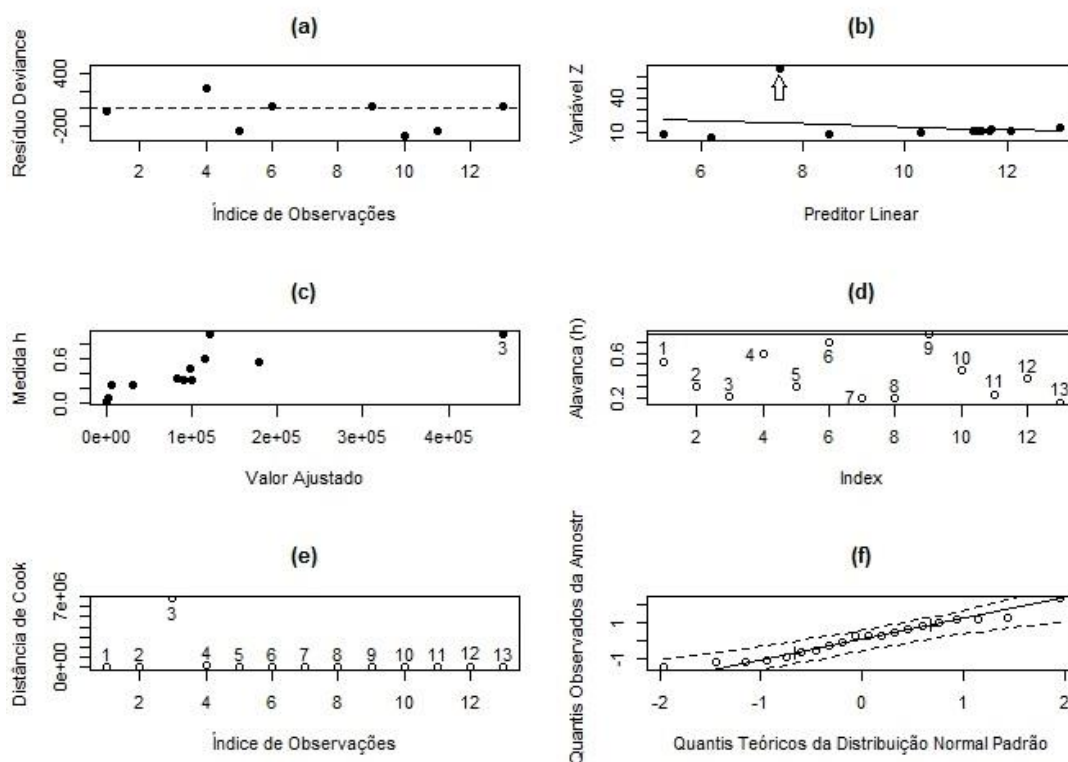 (a)
Resíduo Deviance
400
-200
2 4 6 8 10 12
Índice de Observações
(b)
Variável Z
40
10
6 8 10 12
Preditor Linear
(c)
Medida h
0.6
0.0
3
0e+00 1e+05 2e+05 3e+05 4e+05
Valor Ajustado
(d)
Alavanca (h)
0.6
0.2
1 2 3 4 5 6 7 8 9 10 11 12 13
2 4 6 8 10 12
Index
(e)
Distância de Cook
7e+06
0e+00
1 2 3 4 5 6 7 8 9 10 11 12 13
2 4 6 8 10 12
Índice de Observações
(f)
Quantis Observados da Amostr
1
-1
-2 -1 0 1 2
Quantis Teóricos da Distribuição Normal Padrão